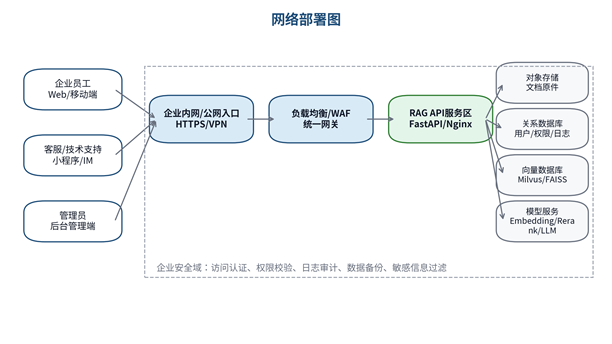 网络部署图
企业员工
Web/移动端
客服/技术支持
小程序/IM
管理员
后台管理端
企业内网/公网入口
HTTPS/VPN
负载均衡/WAF
统一网关
RAG API服务区
FastAPI/Nginx
对象存储
文档原件
关系数据库
用户/权限/日志
向量数据库
Milvus/FAISS
模型服务
Embedding/Rera
nk/LLM
企业安全域：访问认证、权限校验、日志审计、数据备份、敏感信息过滤